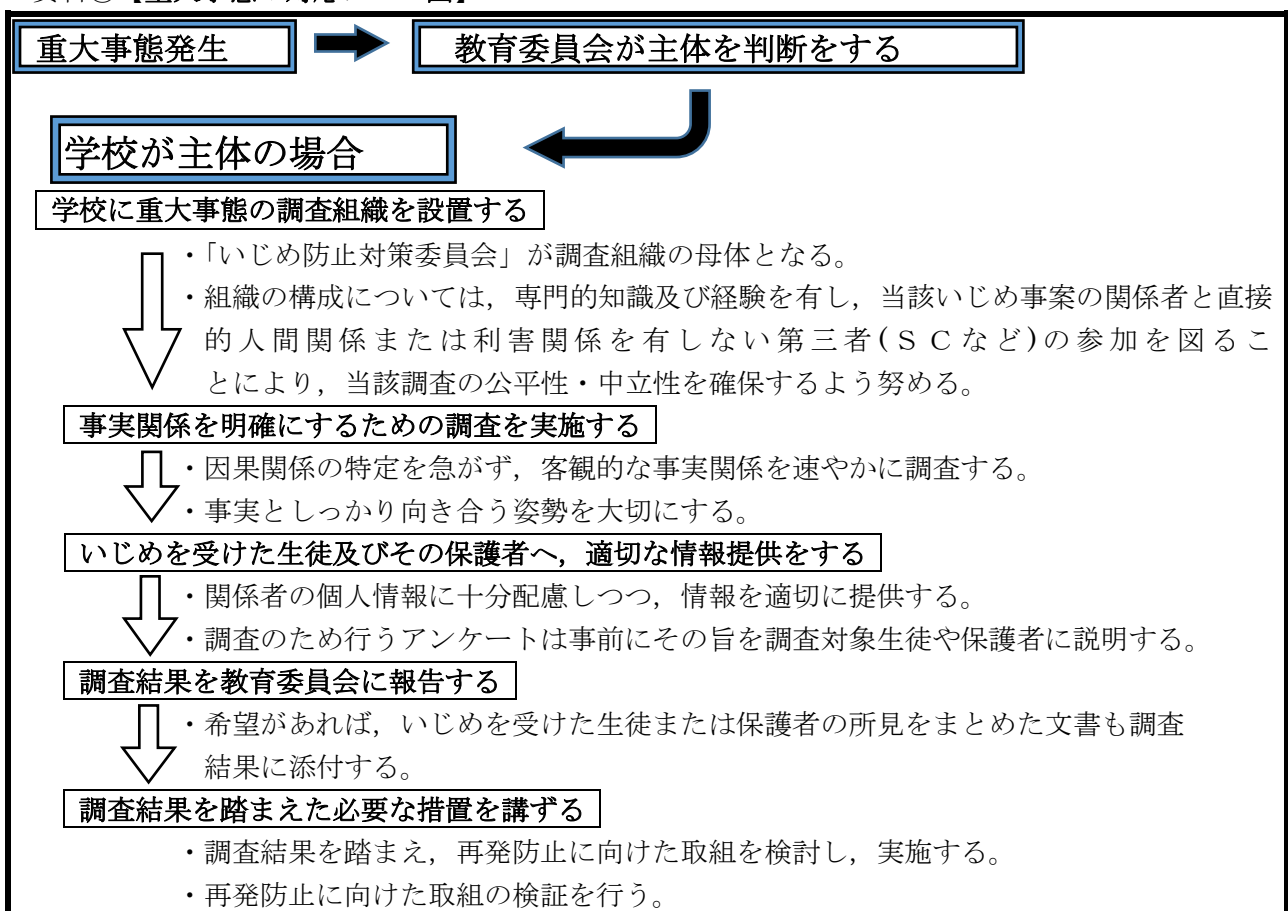 重大事態発生
教育委員会が主体を判断をする
学校が主体の場合
学校に重大事態の調査組織を設置する
・「いじめ防止対策委員会」が調査組織の母体となる。
・組織の構成については，専門的知識及び経験を有し，当該いじめ事案の関係者と直接
的人間関係または利害関係を有しない第三者(ＳＣなど)の参加を図るこ
とにより，当該調査の公平性・中立性を確保するよう努める。
事実関係を明確にするための調査を実施する
・因果関係の特定を急がず，客観的な事実関係を速やかに調査する。
・事実としっかり向き合う姿勢を大切にする。
いじめを受けた生徒及びその保護者へ，適切な情報提供をする
・関係者の個人情報に十分配慮しつつ，情報を適切に提供する。
・調査のため行うアンケートは事前にその旨を調査対象生徒や保護者に説明する。
調査結果を教育委員会に報告する
・希望があれば，いじめを受けた生徒または保護者の所見をまとめた文書も調査
結果に添付する。
調査結果を踏まえた必要な措置を講ずる
・調査結果を踏まえ，再発防止に向けた取組を検討し，実施する。
・再発防止に向けた取組の検証を行う。